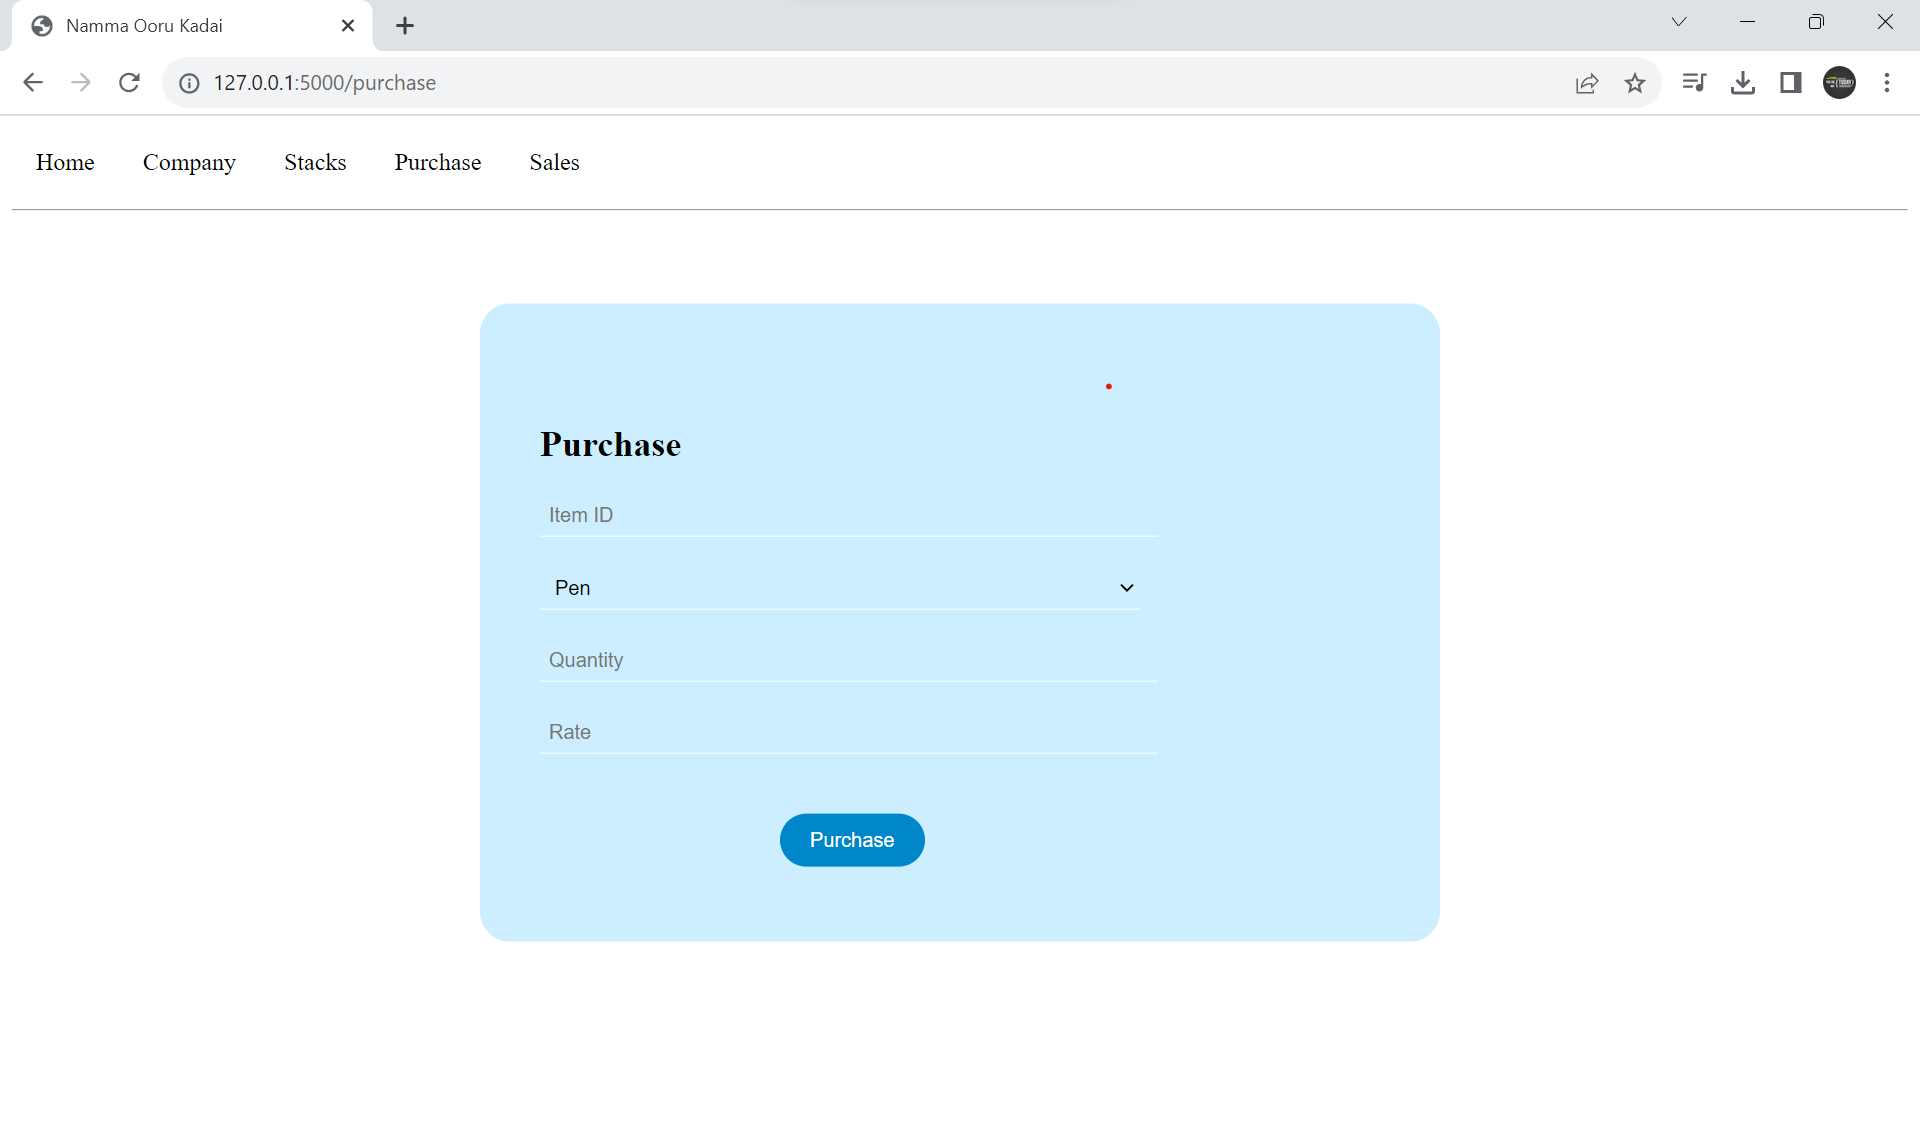 Namma Ooru Kadai
127.0.0.1:5000/purchase
Home Company Stacks Purchase Sales
Purchase
Item ID
Pen
Quantity
Rate
Purchase